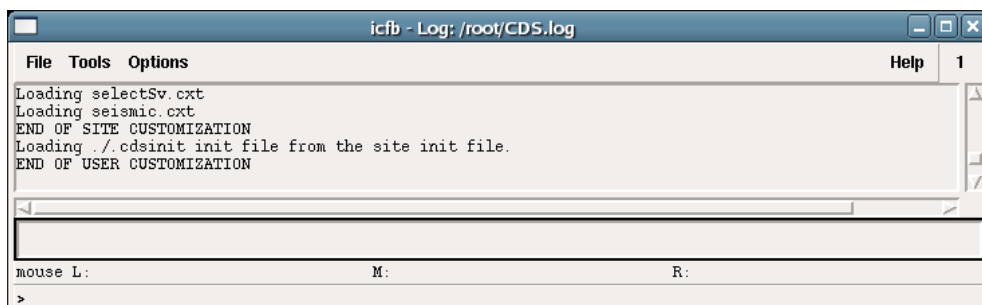 icfb - Log: /root/CDS.log
File Tools Options Help 1
Loading selectSv.cxt
Loading seismic.cxt
END OF SITE CUSTOMIZATION
Loading ./.cdsinit init file from the site init file.
END OF USER CUSTOMIZATION
mouse L: M: R:
>